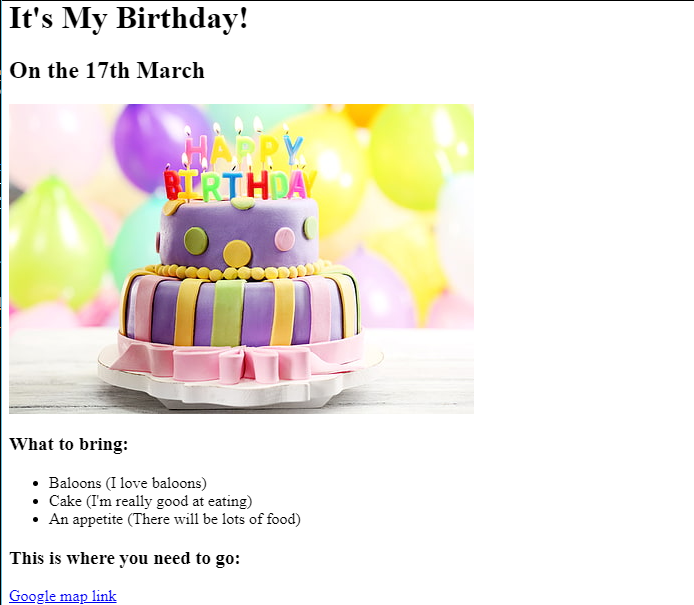 It's My Birthday!
On the 17th March
HAPPY
BIRTHDAY
What to bring:
Baloons (I love baloons)
Cake (I'm really good at eating)
An appetite (There will be lots of food)
This is where you need to go:
Google map link